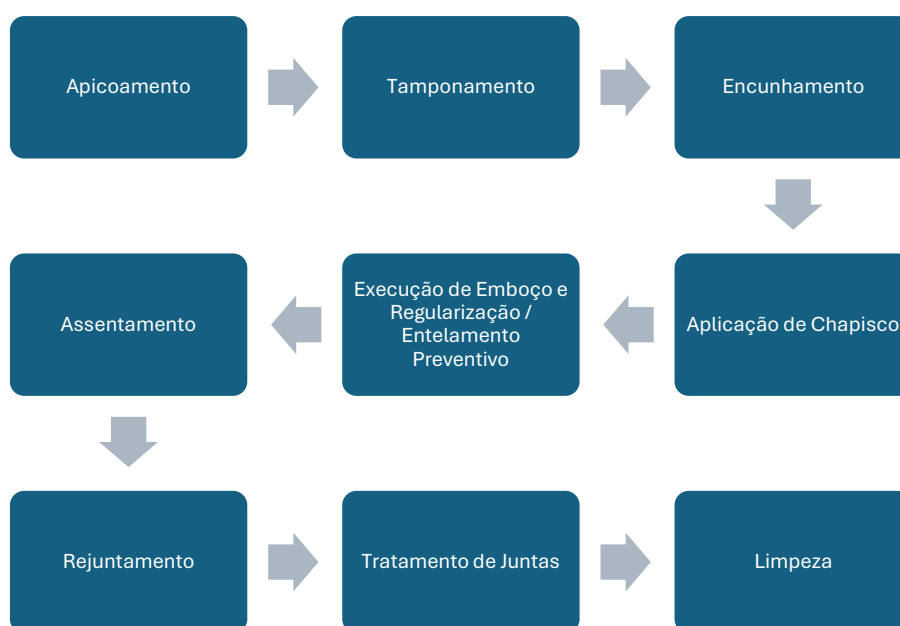 Apicoamento
Tamponamento
Encunhamento
Aplicação de Chapisco
Execução de Emboço e
Regularização /
Entelamento
Preventivo
Assentamento
Rejuntamento
Tratamento de Juntas
Limpeza